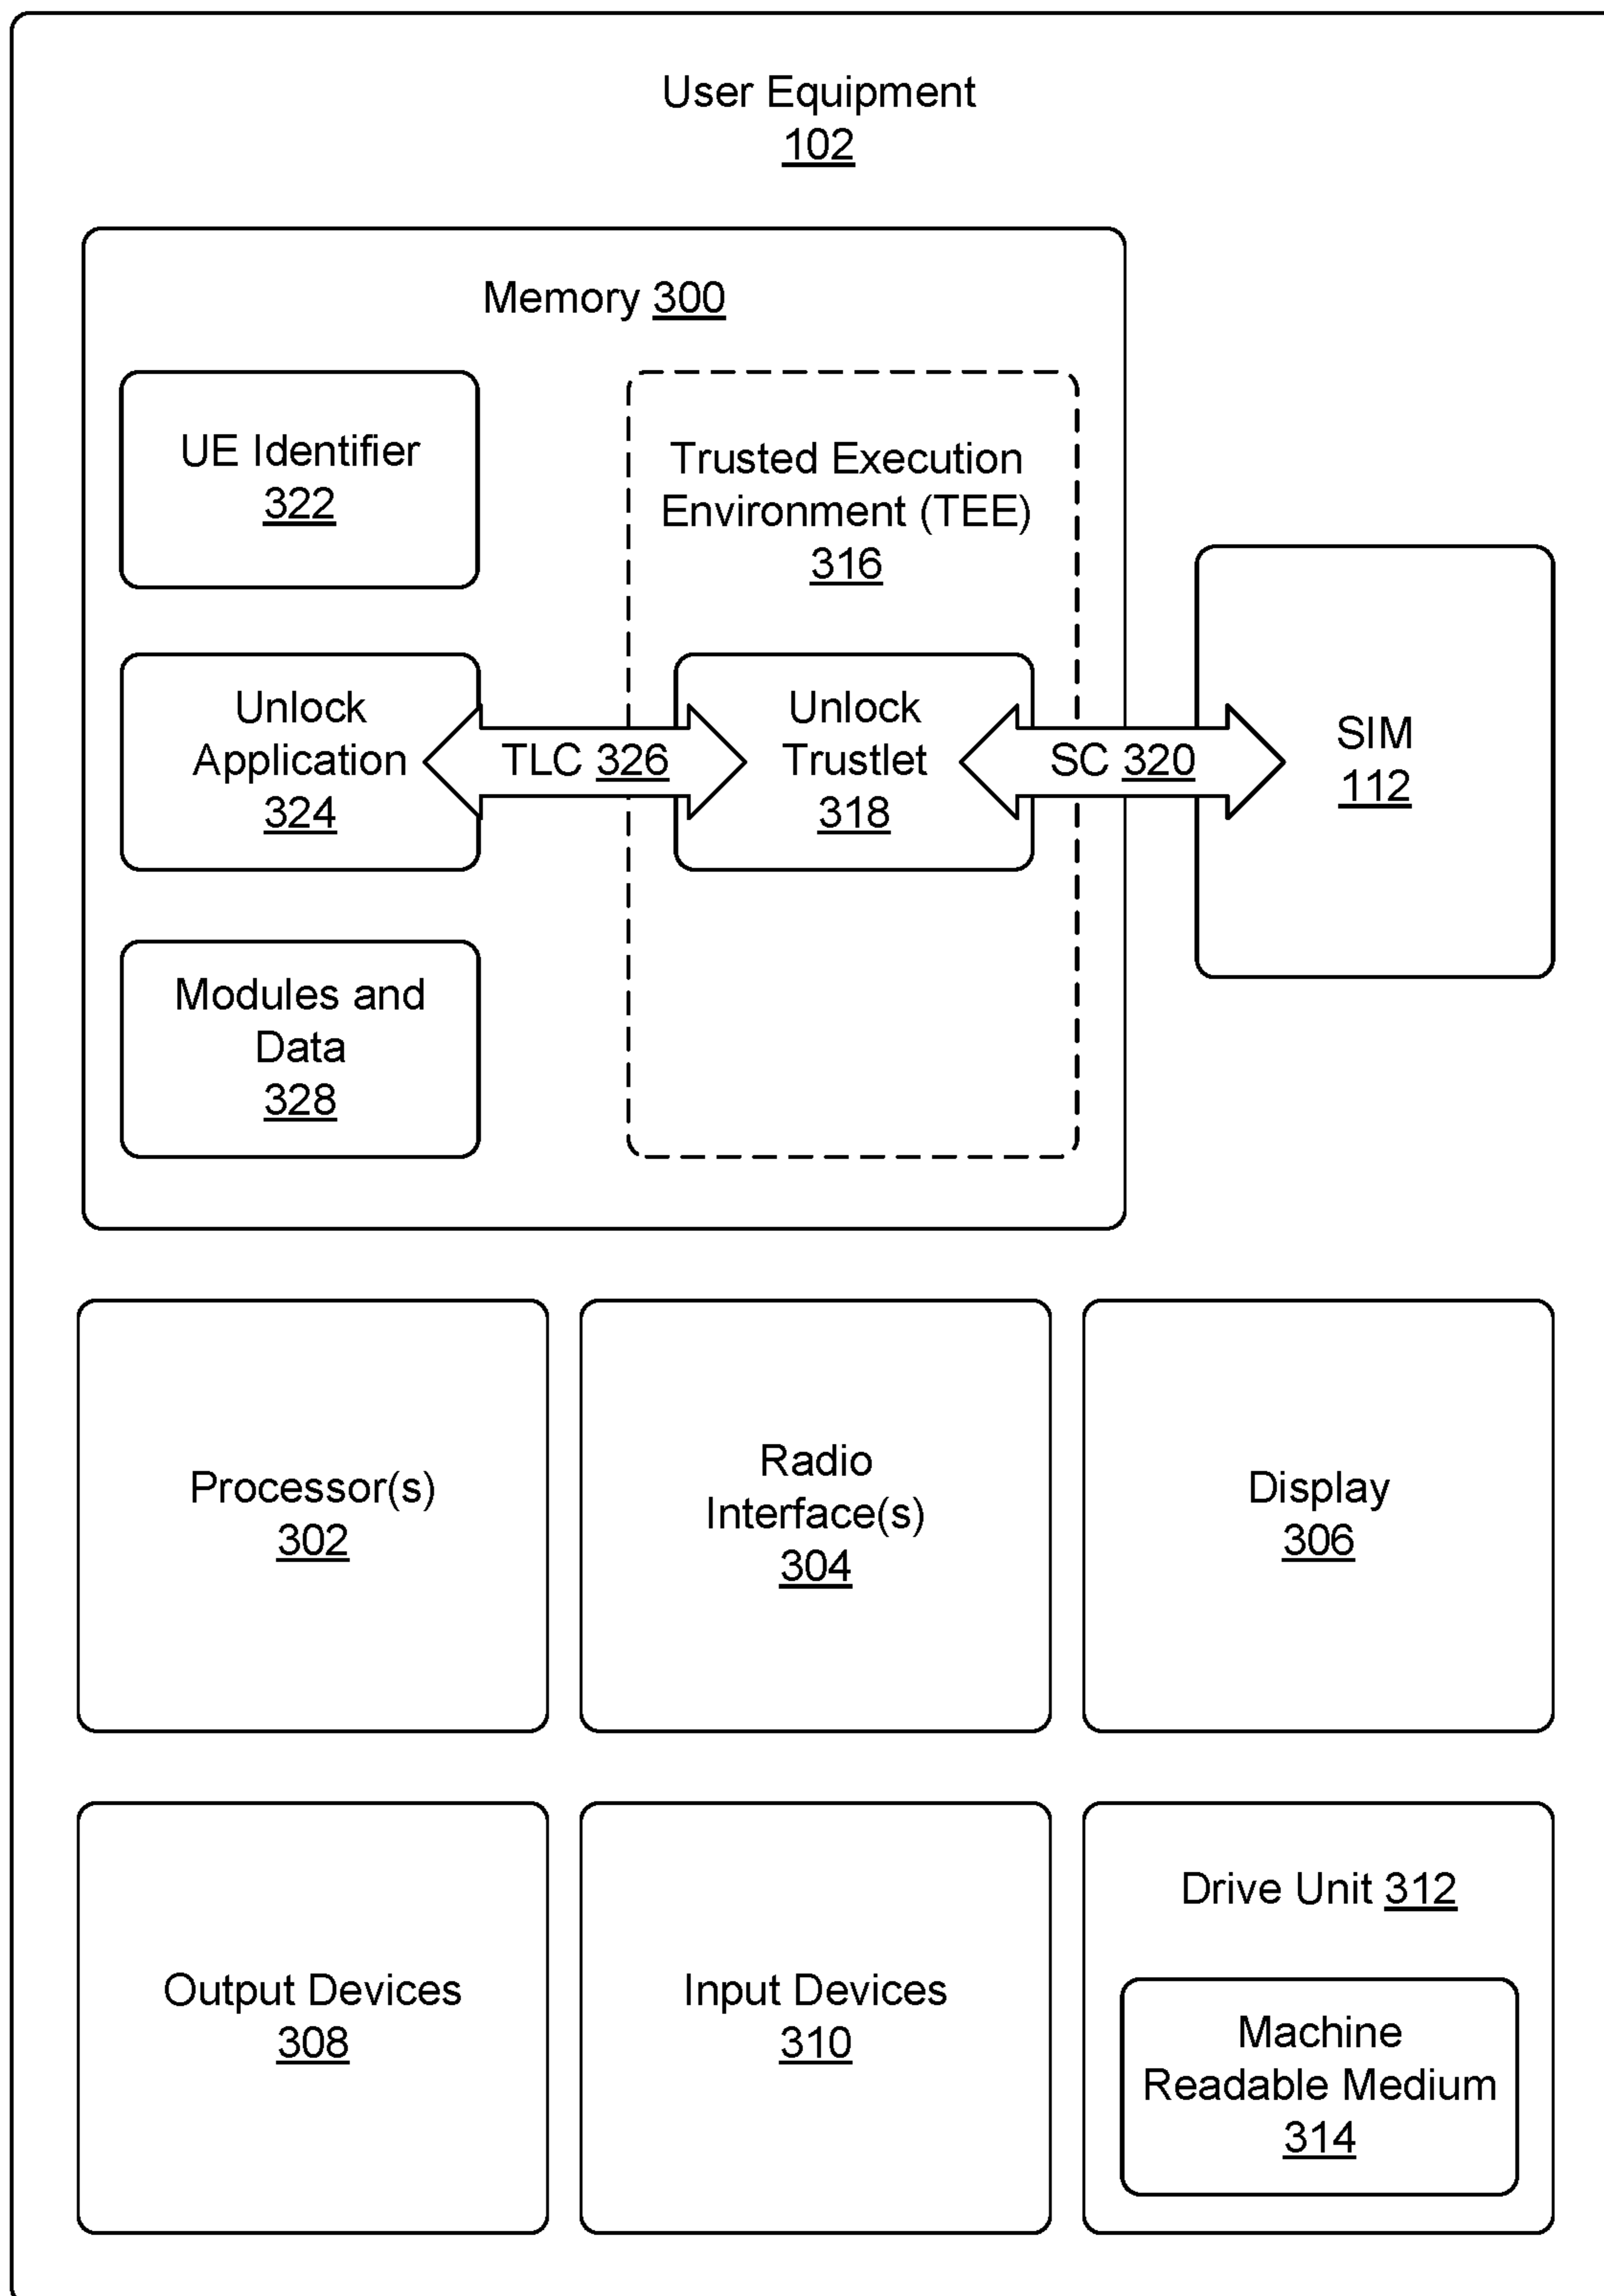 User Equipment
102
Memory 300
UE Identifier
322
Trusted Execution
Environment (TEE)
316
Unlock
Application
324
TLC 326
Unlock
Trustlet
318
SC 320
SIM
112
Modules and
Data
328
Processor(s)
302
Radio
Interface(s)
304
Display
306
Output Devices
308
Input Devices
310
Drive Unit 312
Machine
Readable Medium
314